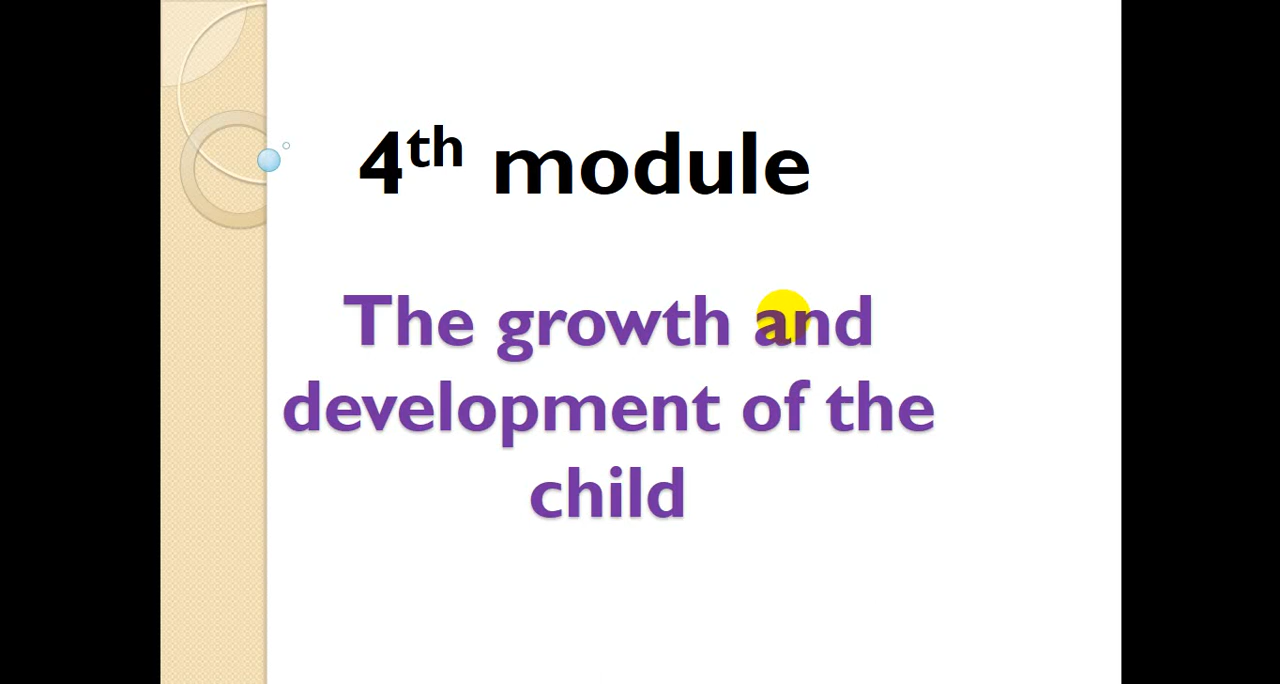 4th module
The growth and
development of the
child